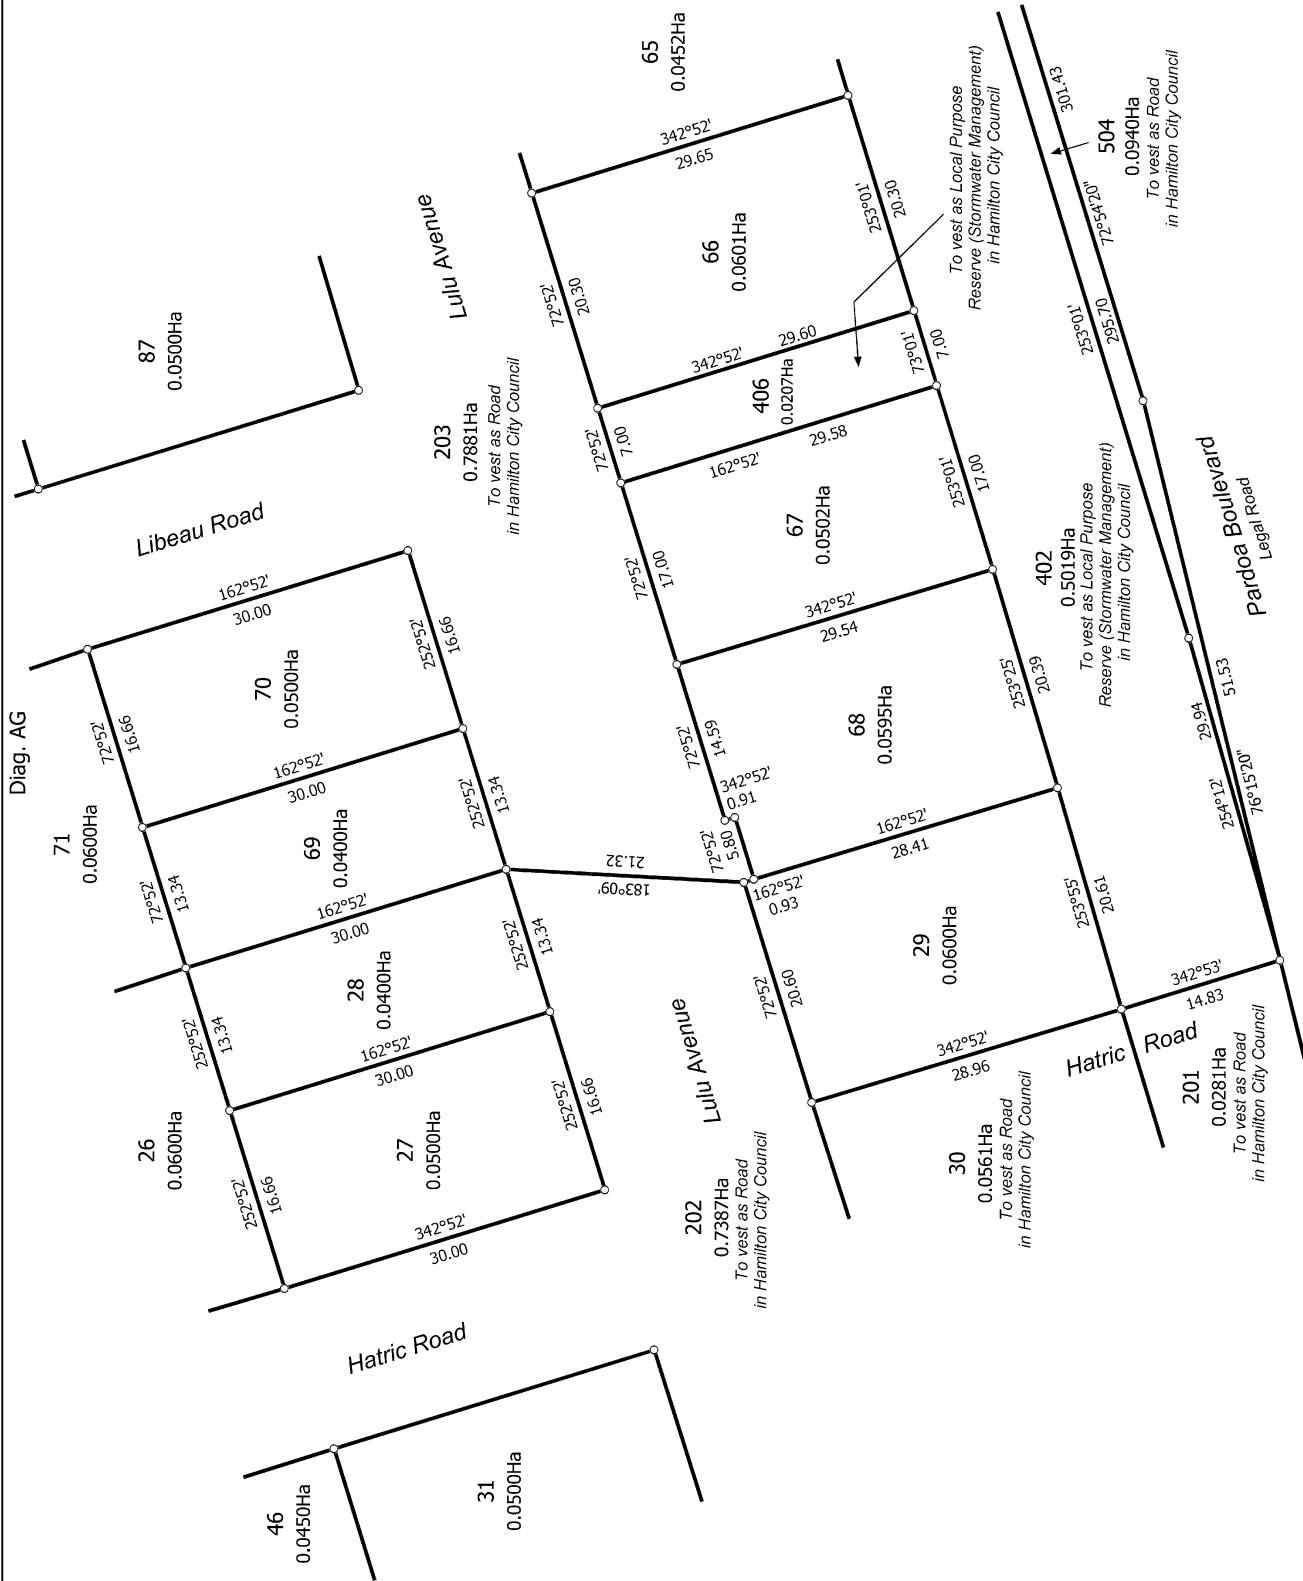 Diag. AG
65
0.0452Ha
87
0.0500Ha
Lulu Avenue
203
0.7881Ha
To vest as Road
in Hamilton City Council
Libeau Road
72°52'
20.30
342°52'
29.65
66
0.0601Ha
253°01'
20.30
To vest as Local Purpose
Reserve (Stormwater Management)
in Hamilton City Council
301.43
504
0.0940Ha
To vest as Road
in Hamilton City Council
72°54'20"
253°01'
295.70
72°52'
7.00
342°52'
29.60
406
0.0207Ha
73°01'
7.00
162°52'
29.58
71
0.0600Ha
72°52'
16.66
162°52'
30.00
70
0.0500Ha
252°52'
16.66
72°52'
17.00
67
0.0502Ha
253°01'
17.00
342°52'
29.54
402
0.5019Ha
To vest as Local Purpose
Reserve (Stormwater Management)
in Hamilton City Council
Pardoa Boulevard
Legal Road
72°52'
13.34
162°52'
30.00
69
0.0400Ha
252°52'
13.34
72°52'
14.59
342°52'
0.91
72°52'
5.80
68
0.0595Ha
253°25'
20.39
162°52'
28.41
162°52'
0.93
183°09'
21.32
254°12'
29.94
51.53
76°15'20"
26
0.0600Ha
252°52'
13.34
162°52'
30.00
28
0.0400Ha
252°52'
13.34
72°52'
20.60
29
0.0600Ha
253°55'
20.61
342°53'
14.83
252°52'
16.66
162°52'
30.00
27
0.0500Ha
252°52'
16.66
342°52'
30.00
Lulu Avenue
202
0.7387Ha
To vest as Road
in Hamilton City Council
342°52'
28.96
Hatric Road
30
0.0561Ha
To vest as Road
in Hamilton City Council
201
0.0281Ha
To vest as Road
in Hamilton City Council
Hatric Road
46
0.0450Ha
31
0.0500Ha